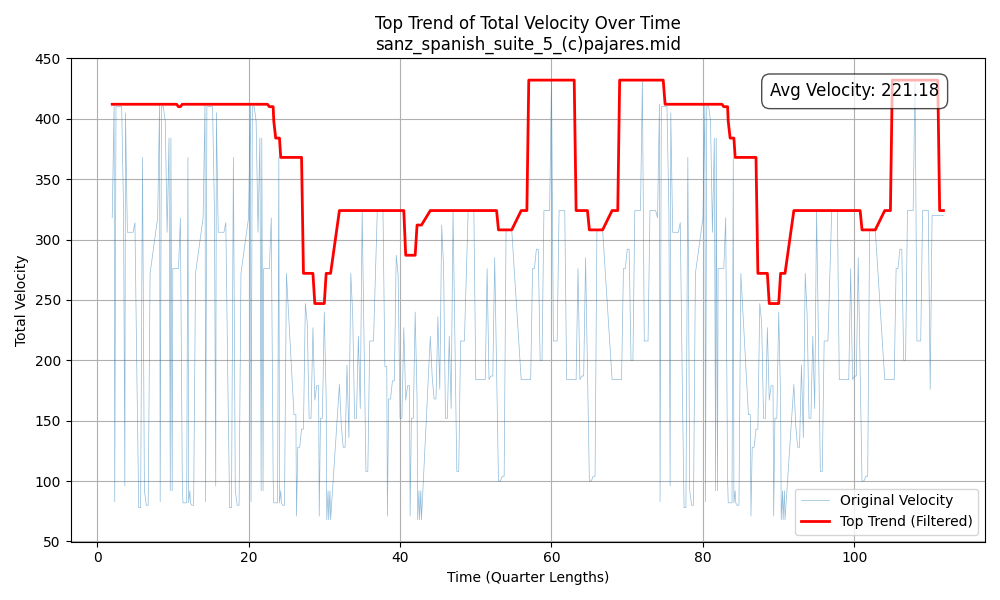 Top Trend of Total Velocity Over Time
sanz_spanish_suite_5_(c)pajares.mid
Avg Velocity: 221.18
Total Velocity
450
400
350
300
250
200
150
100
50
0
20
40
60
80
100
Time (Quarter Lengths)
Original Velocity
Top Trend (Filtered)